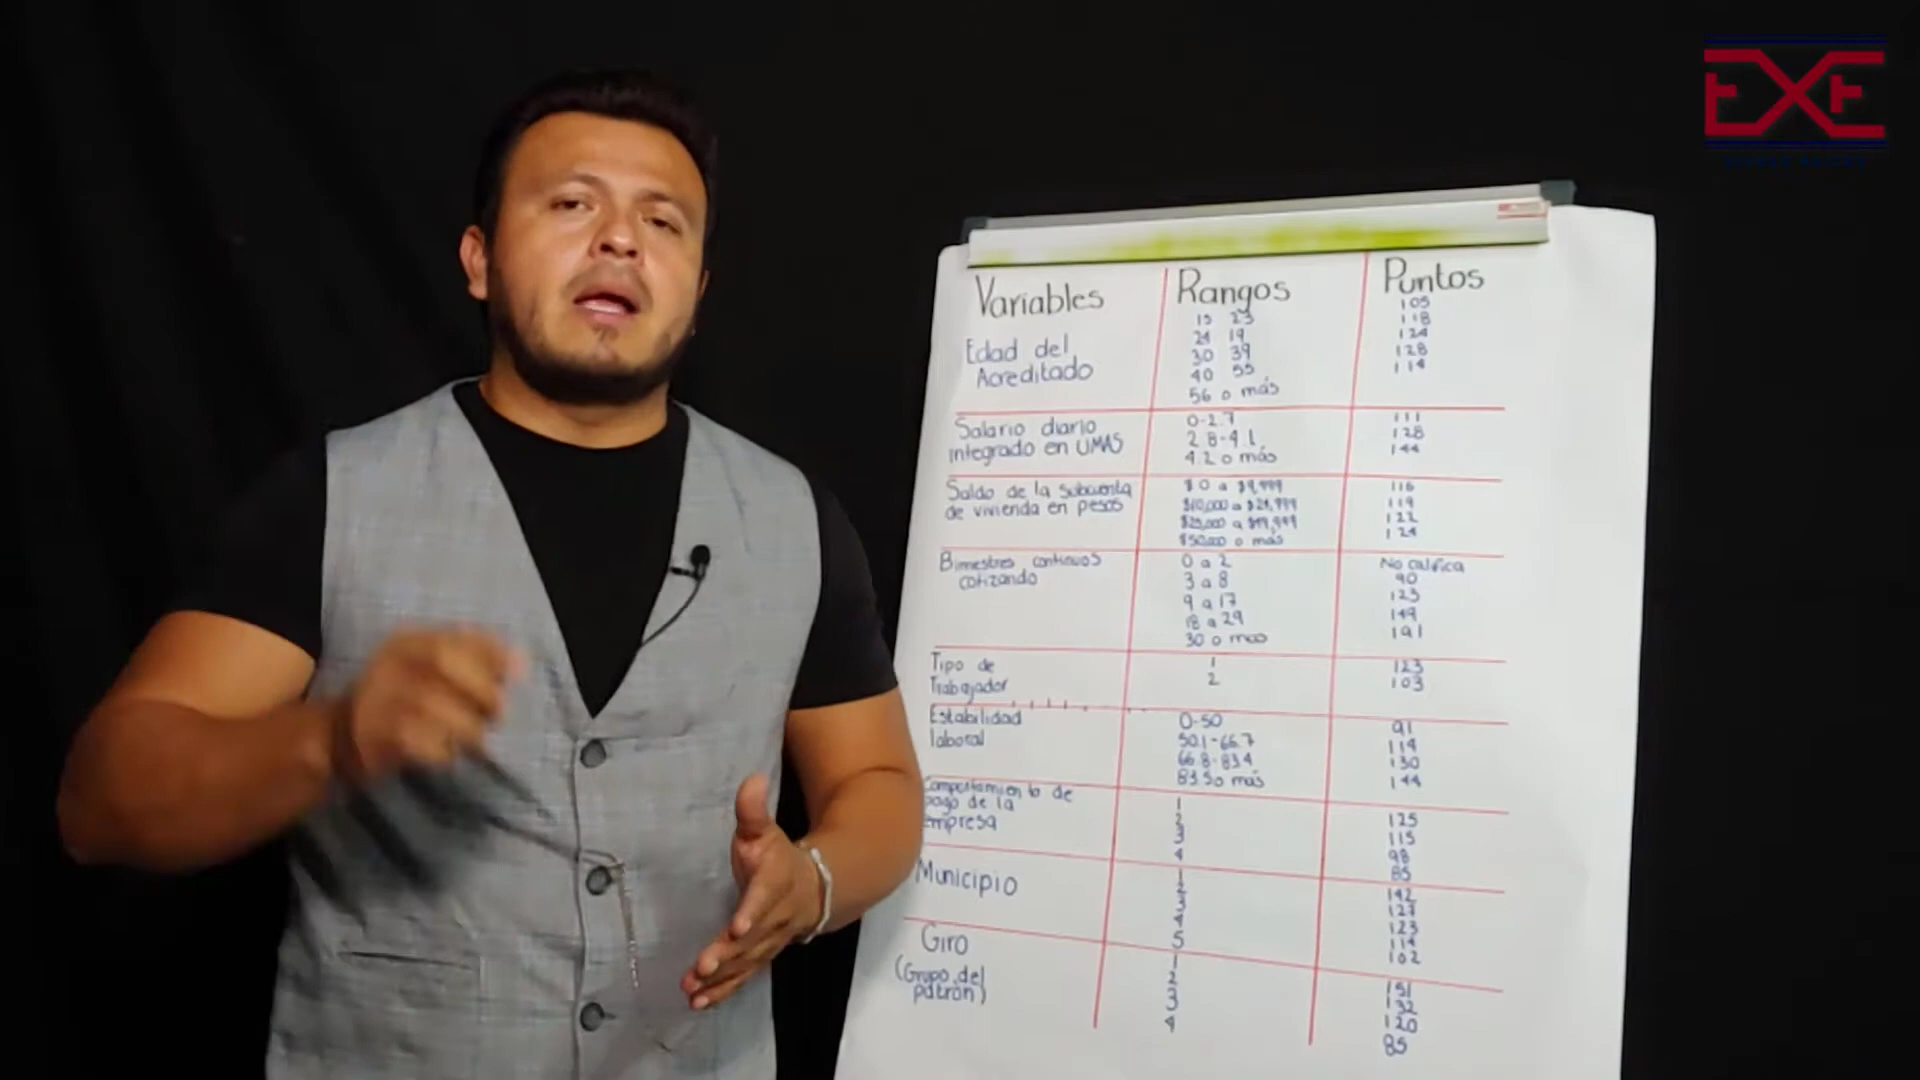 EXE
Variables Rangos Puntos
Edad del
Acreditado
15 23
24 19
30 39
40 55
56 o más
105
118
124
128
114
Salario diario
integrado en UMAS
0-2.7
2.8-4.1
4.2 o más
111
128
144
Saldo de la subcuenta
de vivienda en pesos
$0 a $9,999
$10,000 a $24,999
$25,000 a $49,999
$50,000 o más
116
119
122
124
Bimestres continuos
cotizando
0 a 2
3 a 8
9 a 17
18 a 29
30 o mas
No califica
90
123
149
191
Tipo de
Trabajador
1
2
123
103
Estabilidad
laboral
0-50
50.1-66.7
66.8-83.4
83.5 o más
91
114
130
144
Comportamiento de
pago de la
empresa
1
2
3
4
125
115
98
85
Municipio
1
2
3
4
5
142
127
123
114
102
Giro
(Grupo del
patrón)
1
2
3
4
151
132
120
85